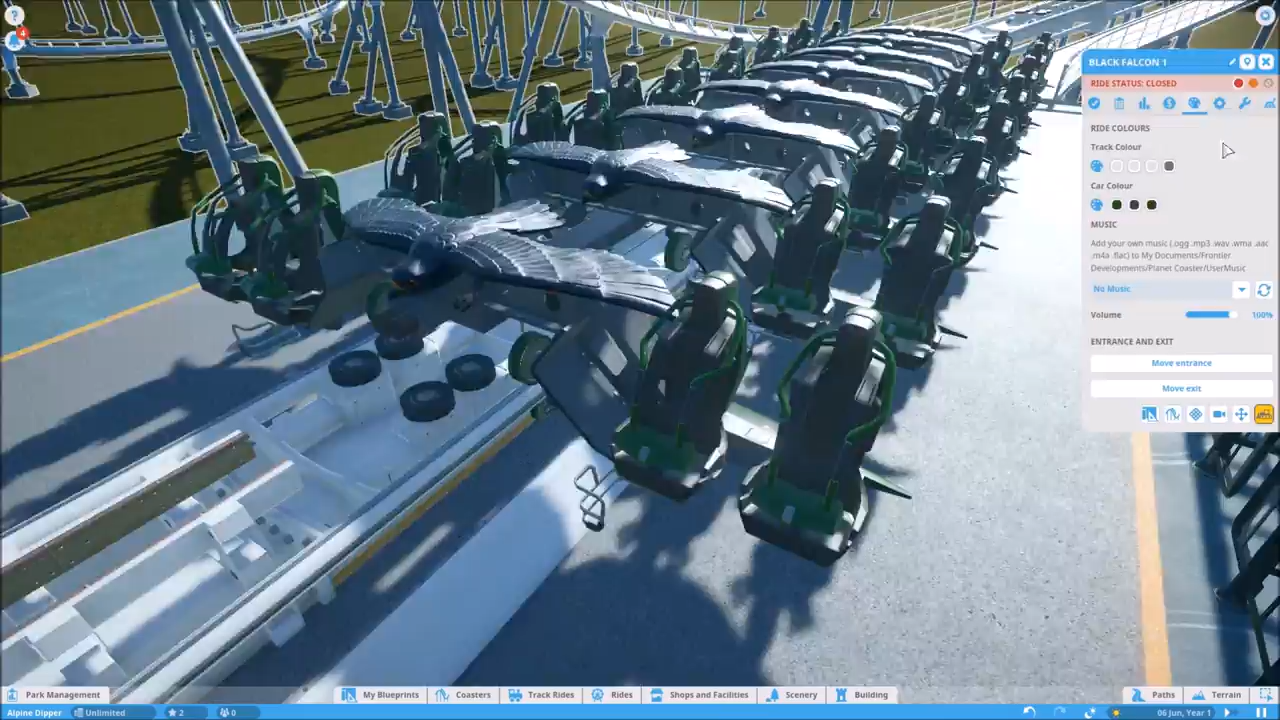 4
BLACK FALCON 1
RIDE STATUS: CLOSED
RIDE COLOURS
Track Colour
Car Colour
MUSIC
Add your own music (.ogg .mp3 .wav .wma .aac
.m4a .flac) to My Documents/Frontier
Developments/Planet Coaster/UserMusic
No Music
Volume 100%
ENTRANCE AND EXIT
Move entrance
Move exit
Park Management My Blueprints Coasters Track Rides Rides Shops and Facilities Scenery Building Paths Terrain
Alpine Dipper Unlimited 2 0 06 Jun, Year 1